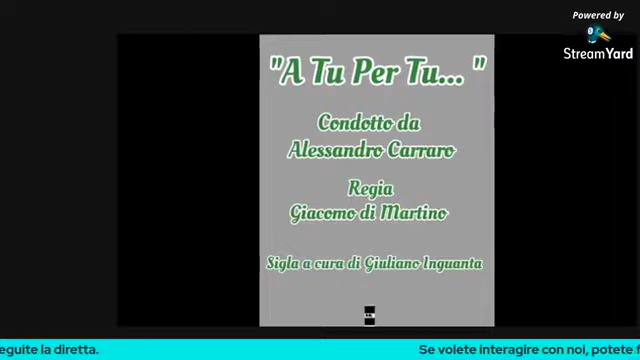 Powered by
StreamYard
"A Tu Per Tu... "
Condotto da
Alessandro Carraro
Regia
Giacomo di Martino
Sigla a cura di Giuliano Inguanta
eguite la diretta.
Se volete interagire con noi, potete f